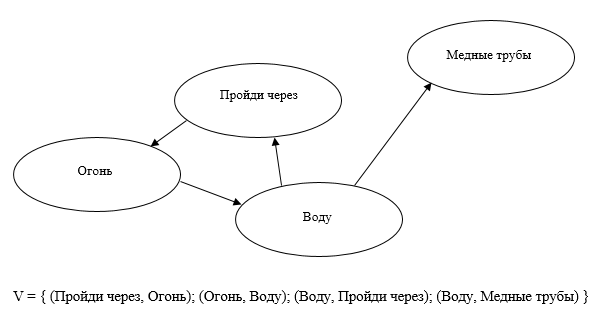 Медные трубы
Пройди через
Огонь
Воду
V = { (Пройди через, Огонь); (Огонь, Воду); (Воду, Пройди через); (Воду, Медные трубы) }